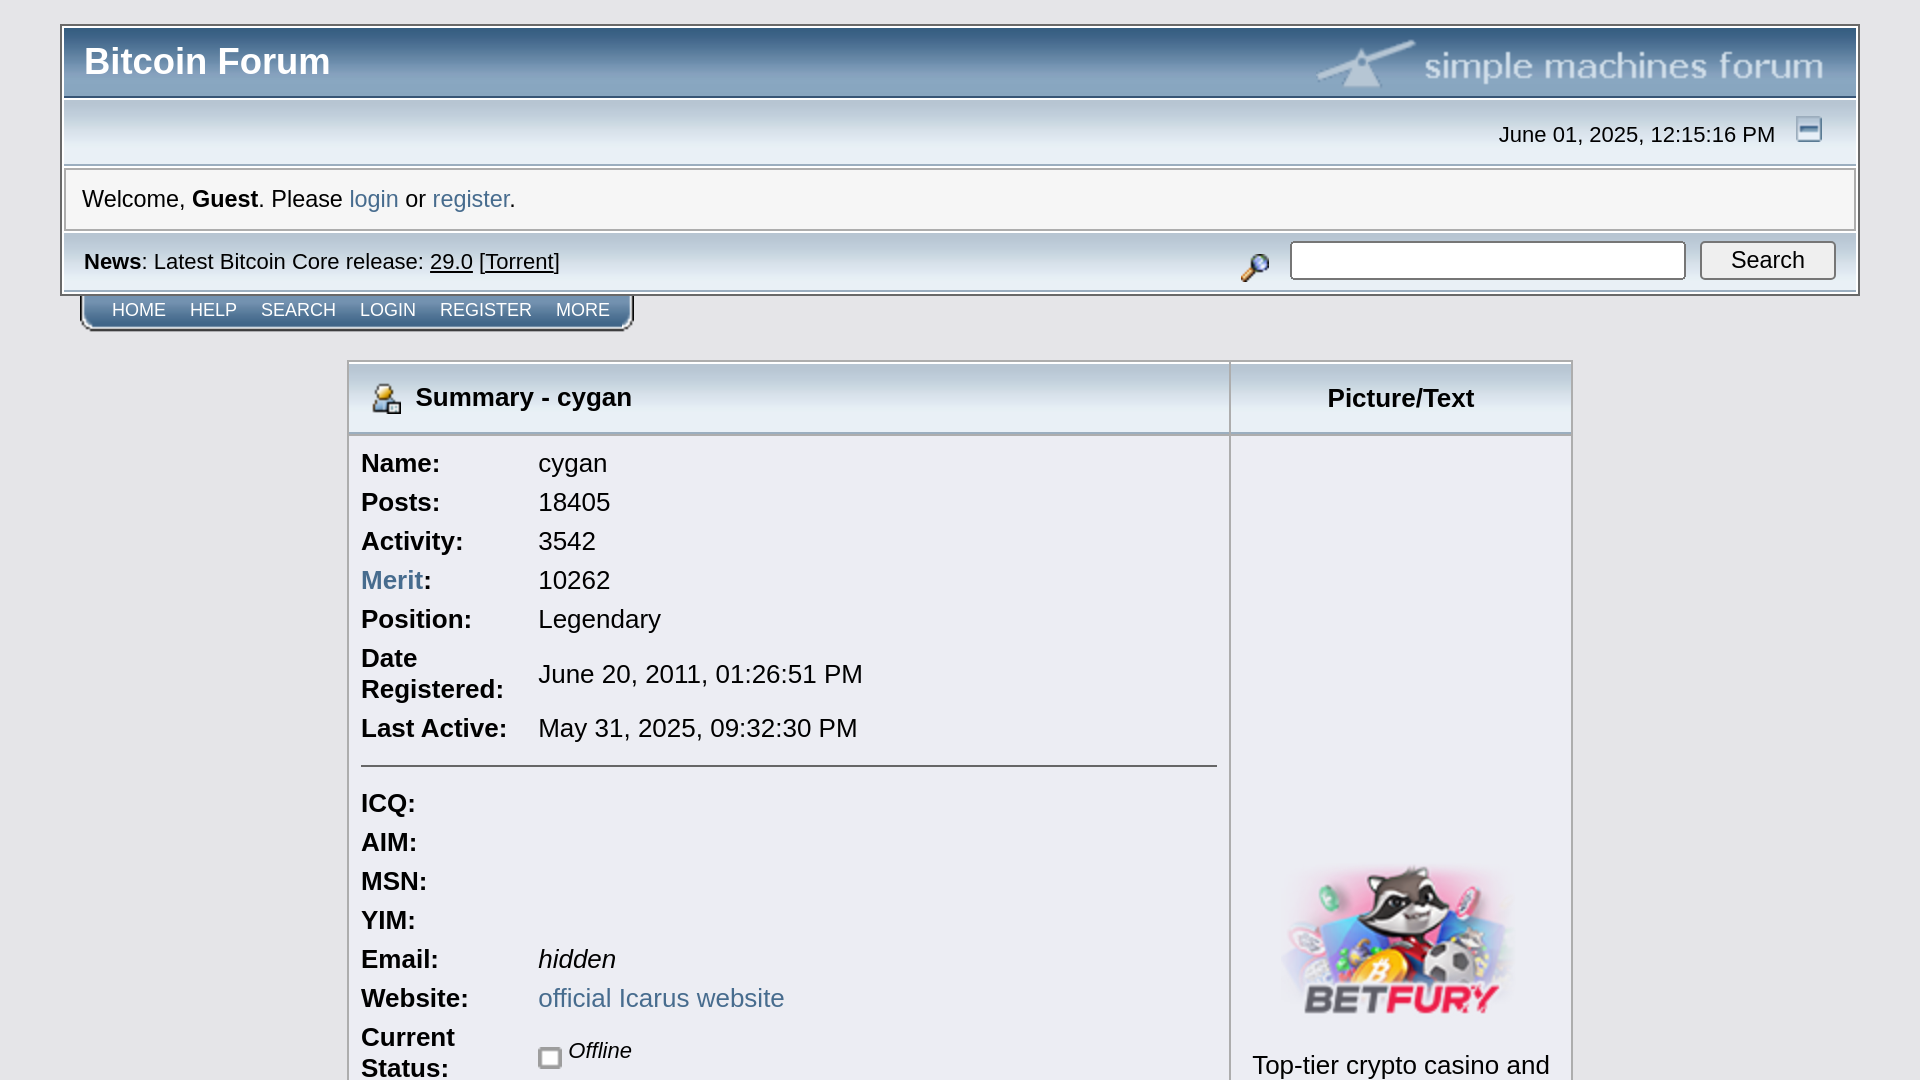 Bitcoin Forum
simple machines forum
June 01, 2025, 12:15:16 PM
Welcome, Guest. Please login or register.
News: Latest Bitcoin Core release: 29.0 [Torrent]
Search
HOME HELP SEARCH LOGIN REGISTER MORE
Summary - cygan
Picture/Text
Name: cygan
Posts: 18405
Activity: 3542
Merit: 10262
Position: Legendary
Date
Registered: June 20, 2011, 01:26:51 PM
Last Active: May 31, 2025, 09:32:30 PM
ICQ:
AIM:
MSN:
YIM:
Email: hidden
Website: official Icarus website
Current
Status: Offline
BETFURY
Top-tier crypto casino and